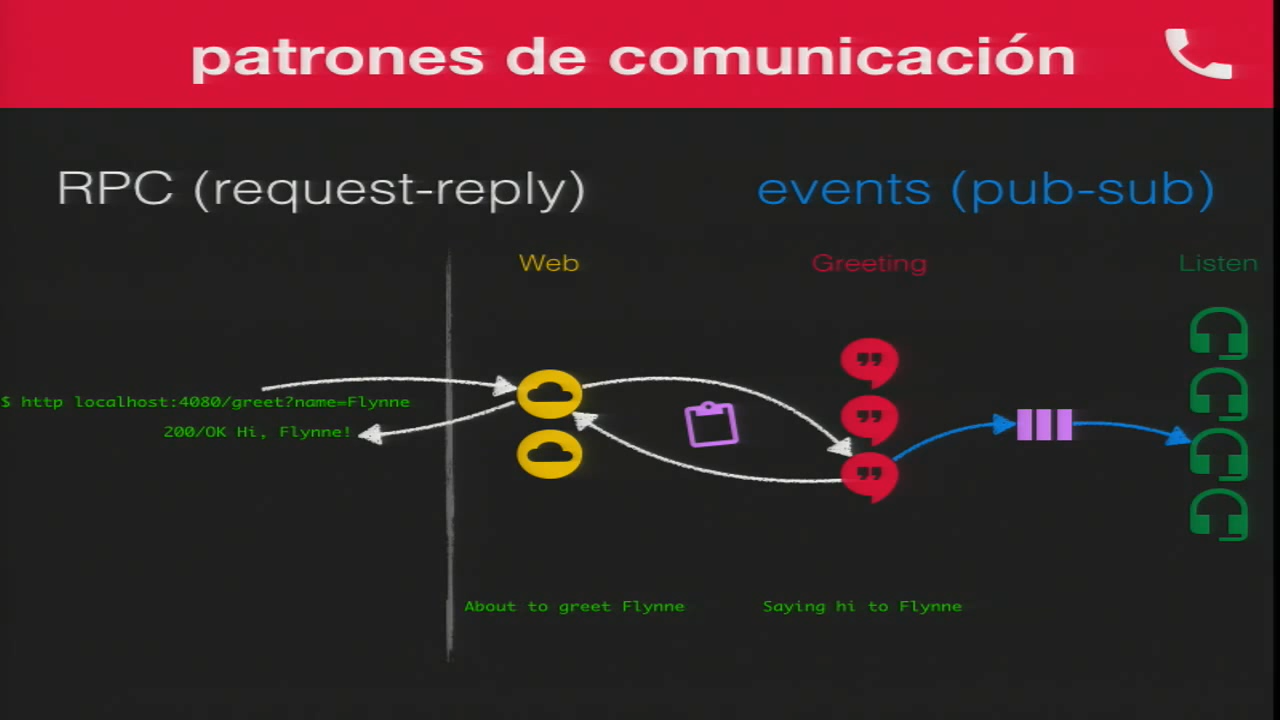 patrones de comunicación
RPC (request-reply)
events (pub-sub)
Web
Greeting
Listen
$ http localhost:4080/greet?name=Flynne
200/OK Hi, Flynne!
About to greet Flynne
Saying hi to Flynne